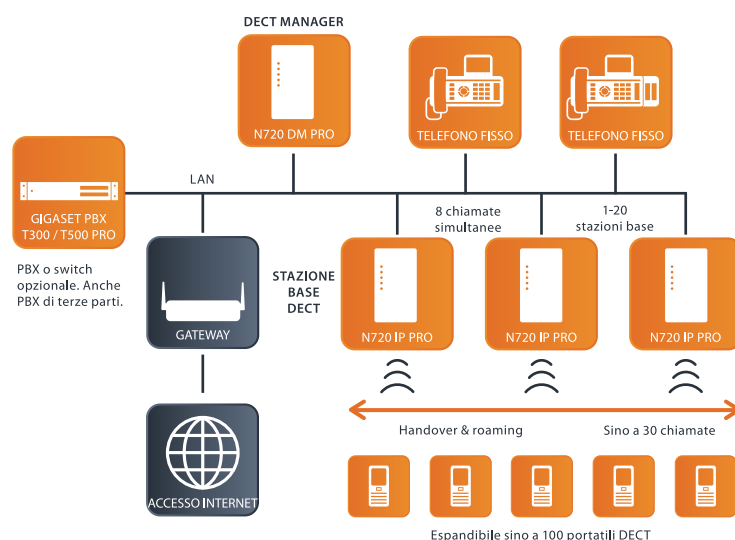 DECT MANAGER
N720 DM PRO
TELEFONO FISSO
TELEFONO FISSO
LAN
GIGASET PBX
T300 / T500 PRO
PBX o switch
opzionale. Anche
PBX di terze parti.
8 chiamate
simultanee
1-20
stazioni base
GATEWAY
STAZIONE
BASE
DECT
N720 IP PRO
N720 IP PRO
N720 IP PRO
Handover & roaming
Sino a 30 chiamate
ACCESSO INTERNET
Espandibile sino a 100 portatili DECT